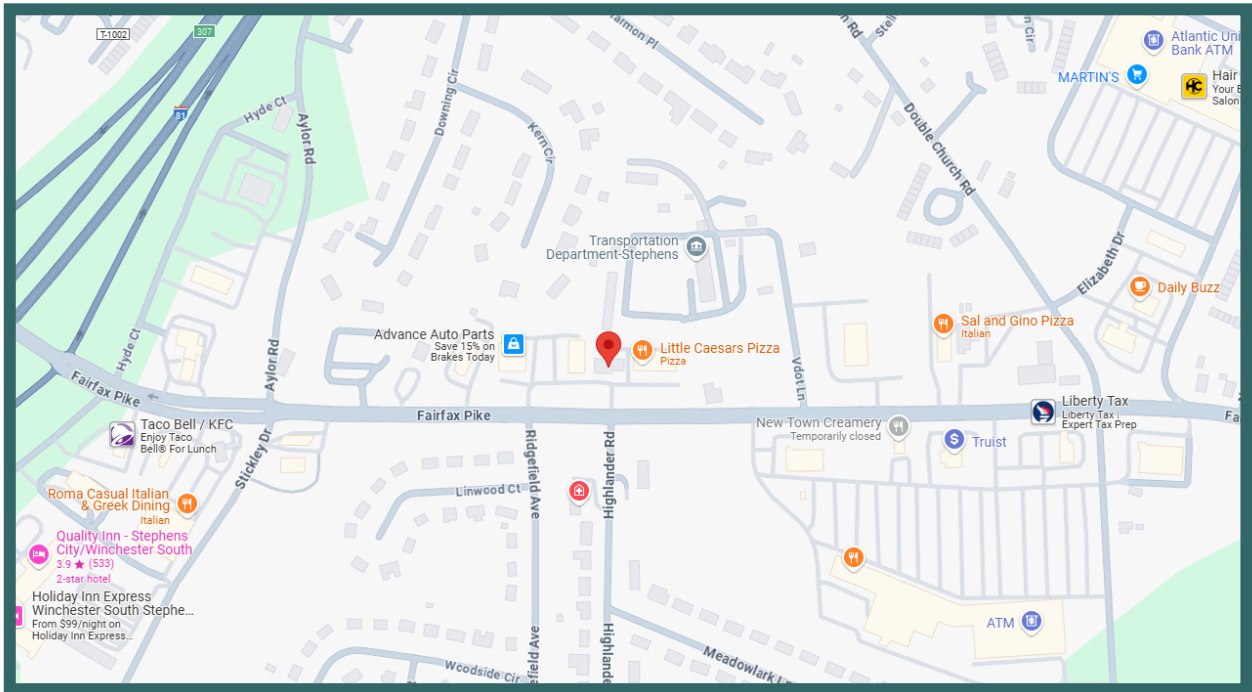 T-1002
307
81
Hyde Ct
Aylor Rd
Downing Cir
Kern Cir
Double Church Rd
Atlantic Uni
Bank ATM
MARTIN'S
HC
Hair
Your
Salon
Transportation
Department-Stephens
Elizabeth Dr
Daily Buzz
Hyde Ct
Aylor Rd
Advance Auto Parts
Save 15% on
Brakes Today
Little Caesars Pizza
Pizza
Vdot Ln
Sal and Gino Pizza
Italian
Fairfax Pike
Fairfax Pike
Liberty Tax
Liberty Tax |
Expert Tax Prep
Fa
Taco Bell / KFC
Enjoy Taco
Bell® For Lunch
Stickley Dr
Ridgefield Ave
Highlander Rd
New Town Creamery
Temporarily closed
Truist
Linwood Ct
Roma Casual Italian
& Greek Dining
Italian
Quality Inn - Stephens
City/Winchester South
3.9 ★ (533)
2-star hotel
Holiday Inn Express
Winchester South Stephe...
From $99/night on
Holiday Inn Express...
ATM
Woodside Cir
efield Ave
Highlande
Meadowlark